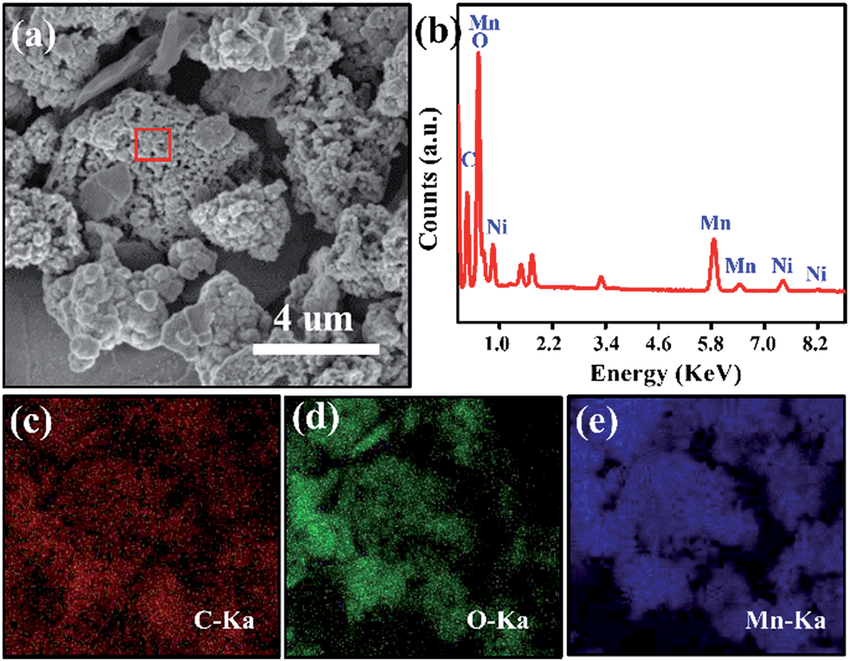 (a)
4 um
(b)
Mn
O
C
Ni
Mn
Mn
Ni
Ni
Counts (a.u.)
1.0 2.2 3.4 4.6 5.8 7.0 8.2
Energy (KeV)
(c)
C-Ka
(d)
O-Ka
(e)
Mn-Ka